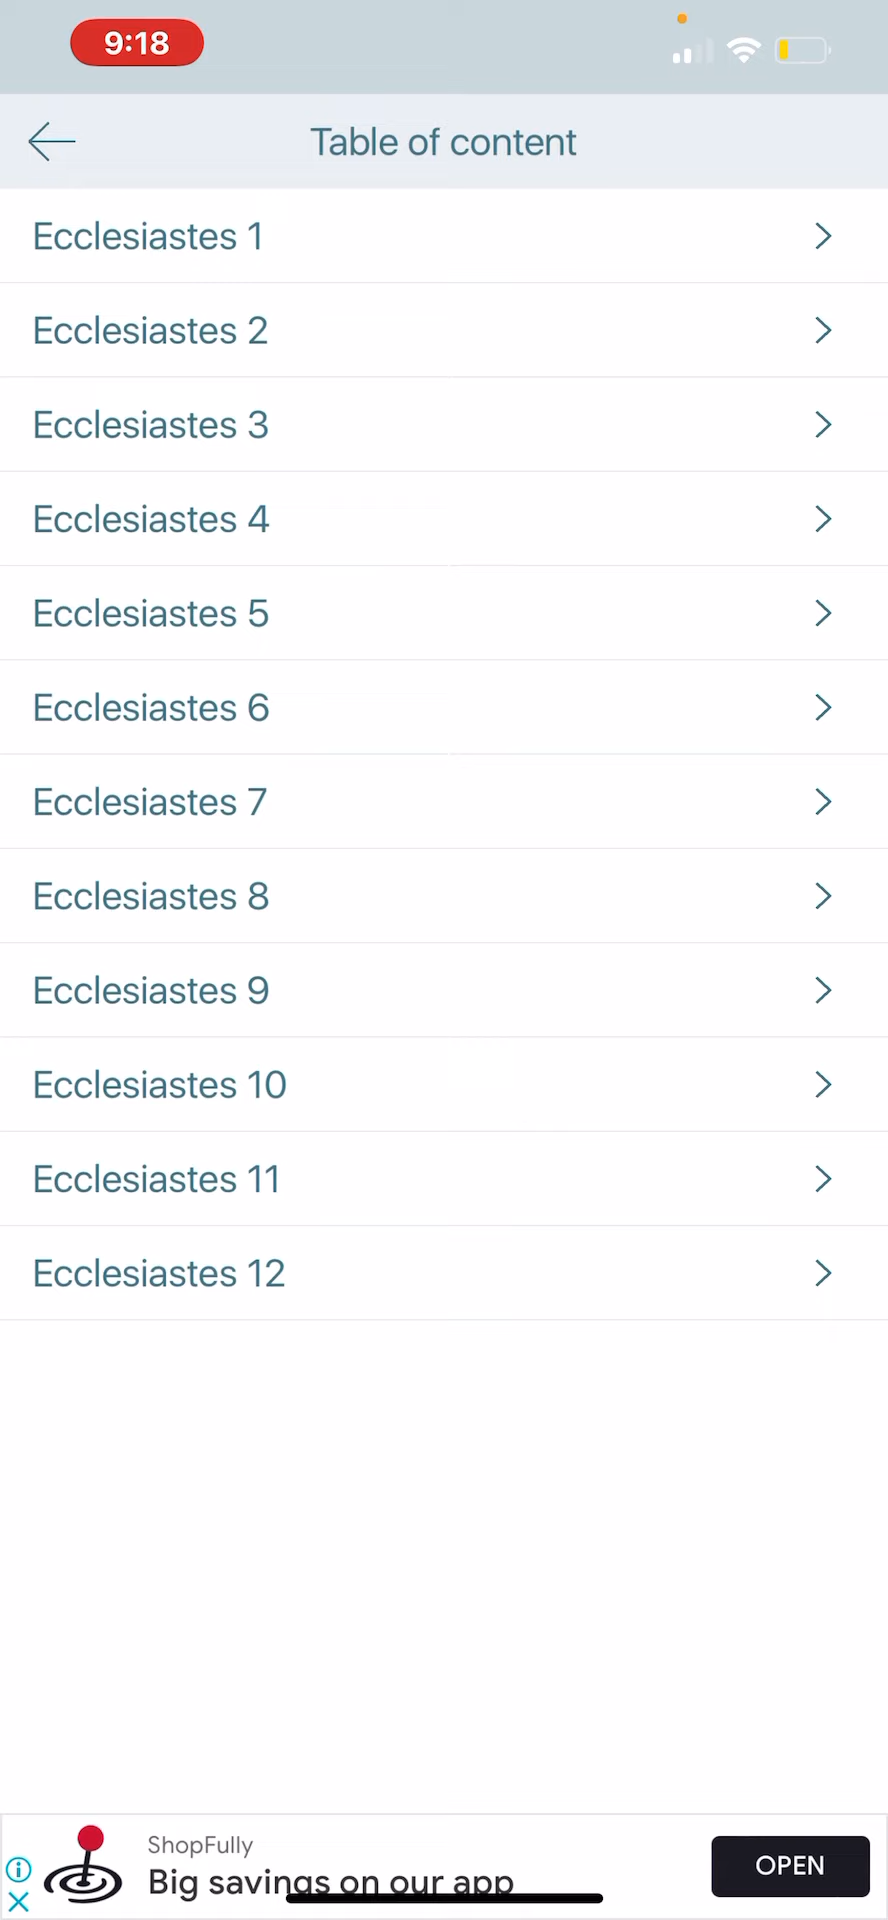 9:18
Table of content
Ecclesiastes 1
Ecclesiastes 2
Ecclesiastes 3
Ecclesiastes 4
Ecclesiastes 5
Ecclesiastes 6
Ecclesiastes 7
Ecclesiastes 8
Ecclesiastes 9
Ecclesiastes 10
Ecclesiastes 11
Ecclesiastes 12
ShopFully
Big savings on our app
OPEN